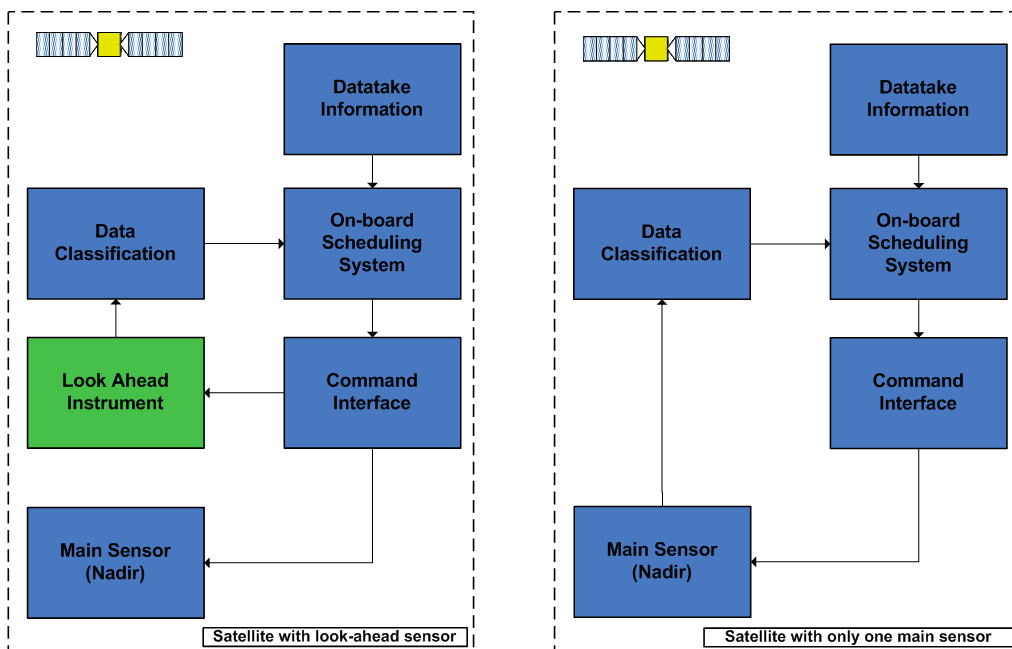 Datatake
Information
Data
Classification
On-board
Scheduling
System
Look Ahead
Instrument
Command
Interface
Main Sensor
(Nadir)
Satellite with look-ahead sensor
Datatake
Information
Data
Classification
On-board
Scheduling
System
Command
Interface
Main Sensor
(Nadir)
Satellite with only one main sensor